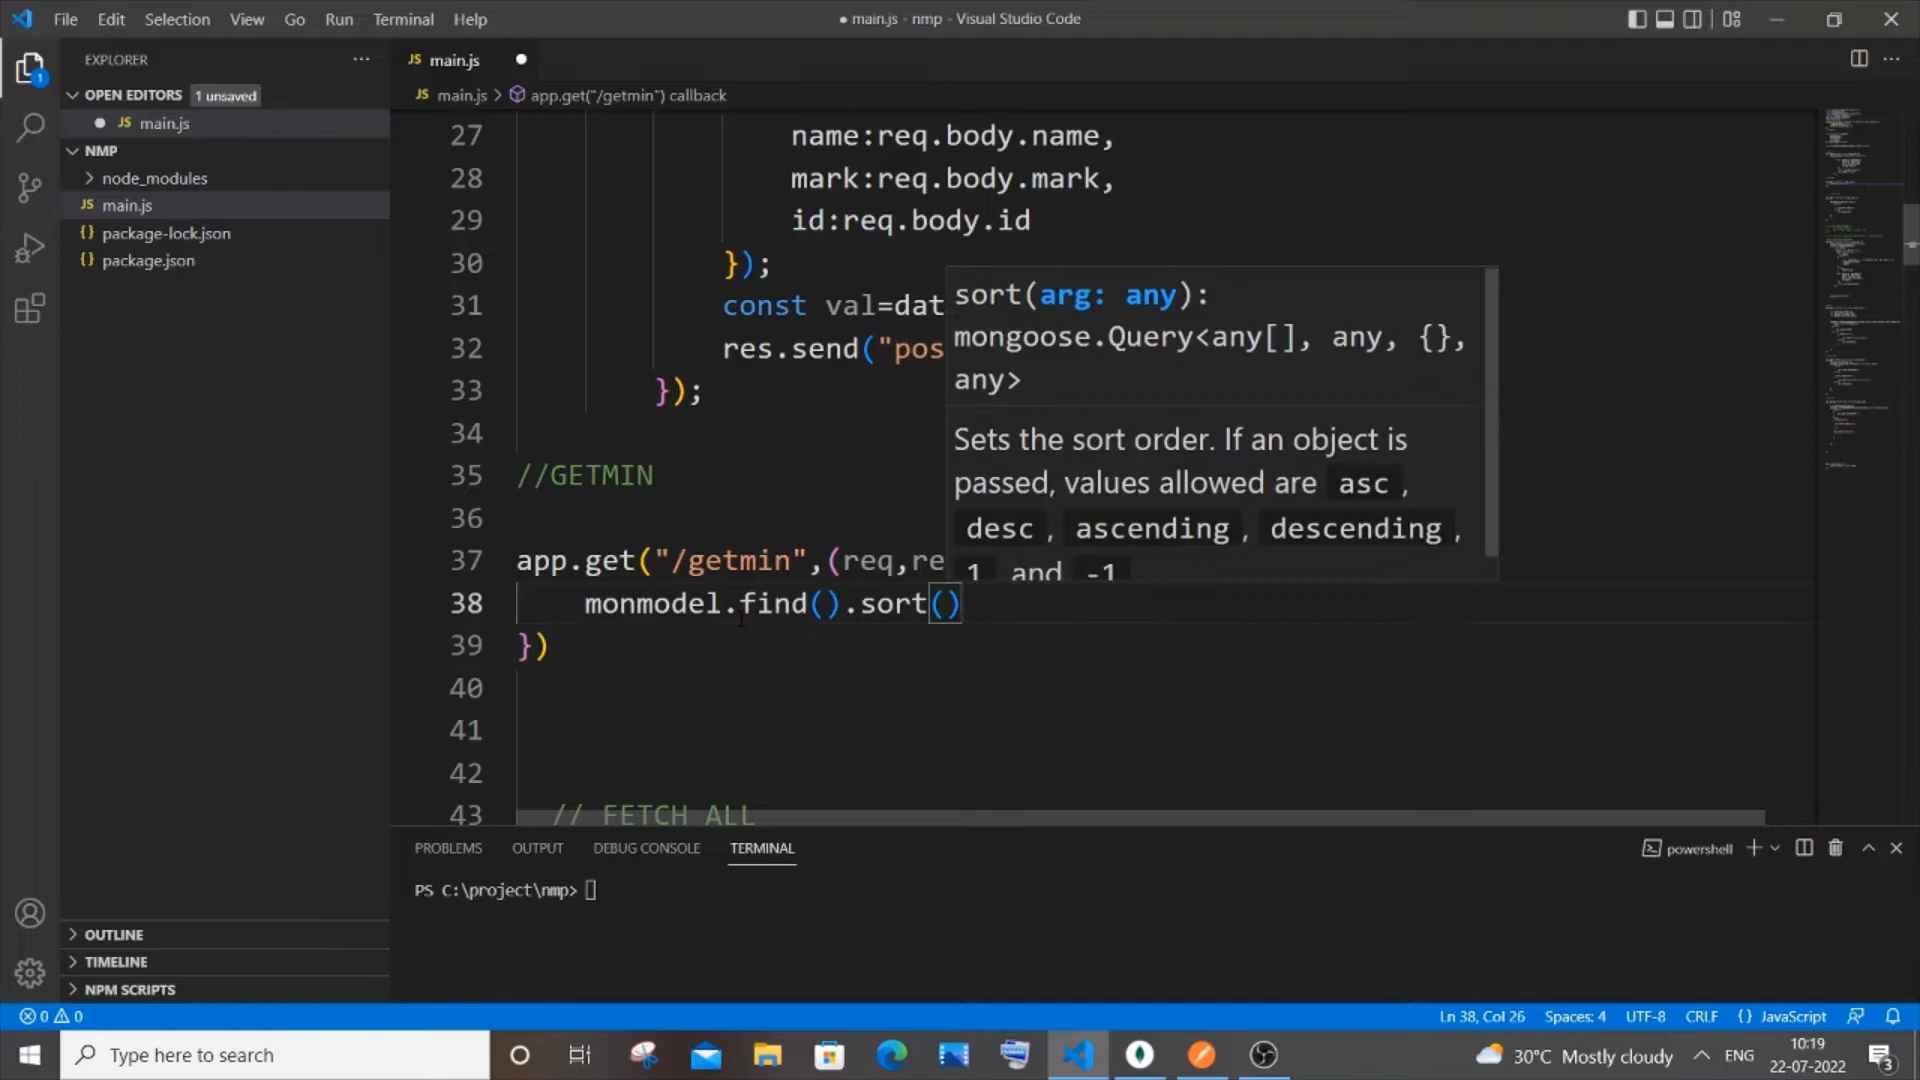 File Edit Selection View Go Run Terminal Help
● main.js - nmp - Visual Studio Code
EXPLORER
OPEN EDITORS 1 unsaved
JS main.js
NMP
node_modules
JS main.js
{} package-lock.json
{} package.json
OUTLINE
TIMELINE
NPM SCRIPTS
1
JS main.js
JS main.js > app.get("/getmin") callback
27 name:req.body.name,
28 mark:req.body.mark,
29 id:req.body.id
30 });
31 const val=dat
32 res.send("pos
33 });
34
35 //GETMIN
36
37 app.get("/getmin",(req,re
38 monmodel.find().sort()
39 })
40
41
42
43 // FETCH ALL
sort(arg: any):
mongoose.Query<any[], any, {},
any>
Sets the sort order. If an object is
passed, values allowed are asc ,
desc , ascending , descending ,
1 and -1
PROBLEMS OUTPUT DEBUG CONSOLE TERMINAL
powershell
PS C:\project\nmp>
0 0
Ln 38, Col 26 Spaces: 4 UTF-8 CRLF {} JavaScript
Type here to search
30°C Mostly cloudy
ENG
10:19
22-07-2022
3